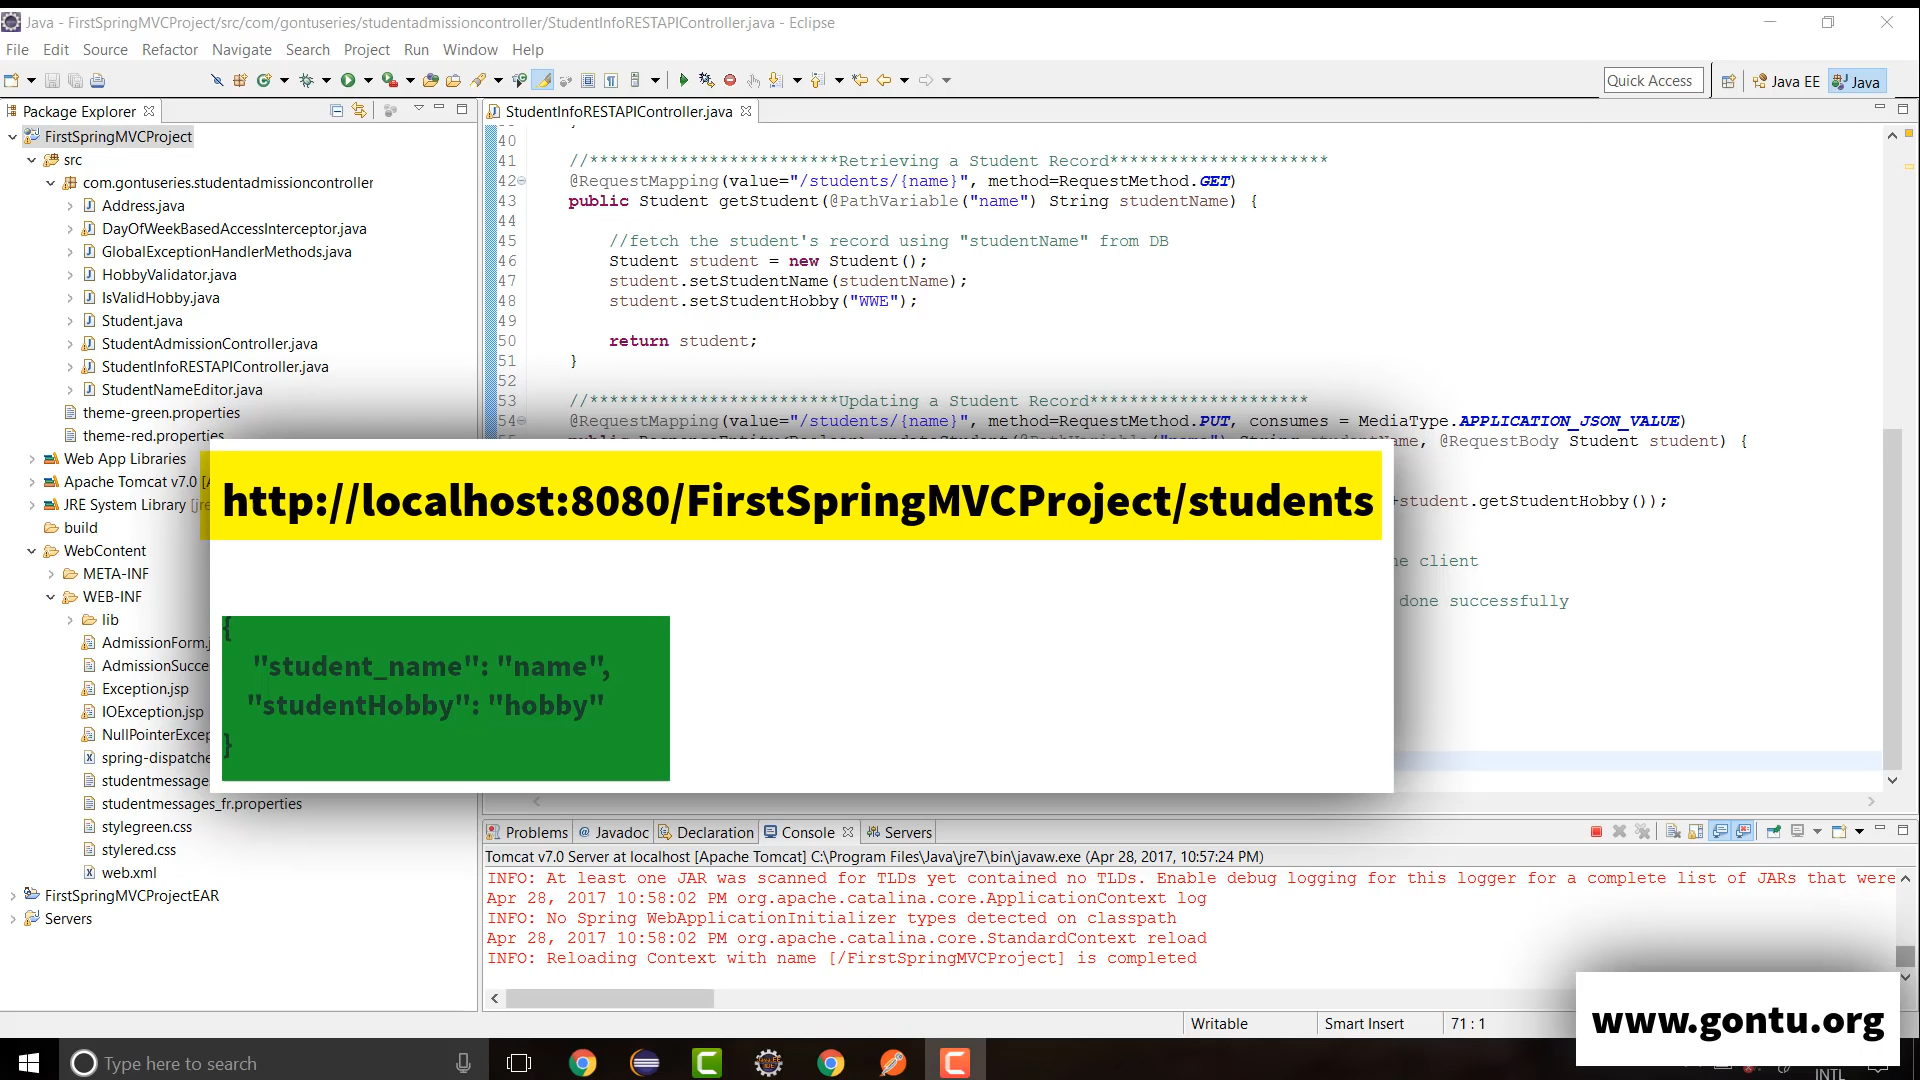 Java - FirstSpringMVCProject/src/com/gontuseries/studentadmissioncontroller/StudentInfoRESTAPIController.java - Eclipse
File Edit Source Refactor Navigate Search Project Run Window Help
Quick Access
Java EE
Java
Package Explorer
FirstSpringMVCProject
src
com.gontuseries.studentadmissioncontroller
Address.java
DayOfWeekBasedAccessInterceptor.java
GlobalExceptionHandlerMethods.java
HobbyValidator.java
IsValidHobby.java
Student.java
StudentAdmissionController.java
StudentInfoRESTAPIController.java
StudentNameEditor.java
theme-green.properties
theme-red.properties
Web App Libraries
Apache Tomcat v7.0 [A
JRE System Library [jre
build
WebContent
META-INF
WEB-INF
lib
AdmissionForm.j
AdmissionSucce
Exception.jsp
IOException.jsp
NullPointerExcep
spring-dispatche
studentmessage
studentmessages_fr.properties
stylegreen.css
stylered.css
web.xml
FirstSpringMVCProjectEAR
Servers
StudentInfoRESTAPIController.java
40
41 //*************************Retrieving a Student Record**********************
42 @RequestMapping(value="/students/{name}", method=RequestMethod.GET)
43 public Student getStudent(@PathVariable("name") String studentName) {
44
45 //fetch the student's record using "studentName" from DB
46 Student student = new Student();
47 student.setStudentName(studentName);
48 student.setStudentHobby("WWE");
49
50 return student;
51 }
52
53 //*************************Updating a Student Record**********************
54 @RequestMapping(value="/students/{name}", method=RequestMethod.PUT, consumes = MediaType.APPLICATION_JSON_VALUE)
Name, @RequestBody Student student) {
+student.getStudentHobby());
e client
done successfully
http://localhost:8080/FirstSpringMVCProject/students
{
"student_name": "name",
"studentHobby": "hobby"
}
Problems @ Javadoc Declaration Console Servers
Tomcat v7.0 Server at localhost [Apache Tomcat] C:\Program Files\Java\jre7\bin\javaw.exe (Apr 28, 2017, 10:57:24 PM)
INFO: At least one JAR was scanned for TLDs yet contained no TLDs. Enable debug logging for this logger for a complete list of JARs that were
Apr 28, 2017 10:58:02 PM org.apache.catalina.core.ApplicationContext log
INFO: No Spring WebApplicationInitializer types detected on classpath
Apr 28, 2017 10:58:02 PM org.apache.catalina.core.StandardContext reload
INFO: Reloading Context with name [/FirstSpringMVCProject] is completed
Writable
Smart Insert
71 : 1
www.gontu.org
Type here to search
INTL